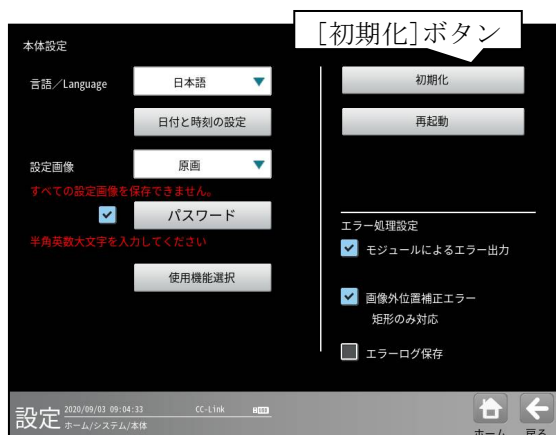 [初期化]ボタン
本体設定
言語／Language
日本語
日付と時刻の設定
設定画像
原画
すべての設定画像を保存できません。
パスワード
半角英数大文字を入力してください
使用機能選択
初期化
再起動
エラー処理設定
モジュールによるエラー出力
画像外位置補正エラー
矩形のみ対応
エラーログ保存
設定
2020/09/03 09:04:33 CC-Link
ホーム/システム/本体
ホーム 戻る